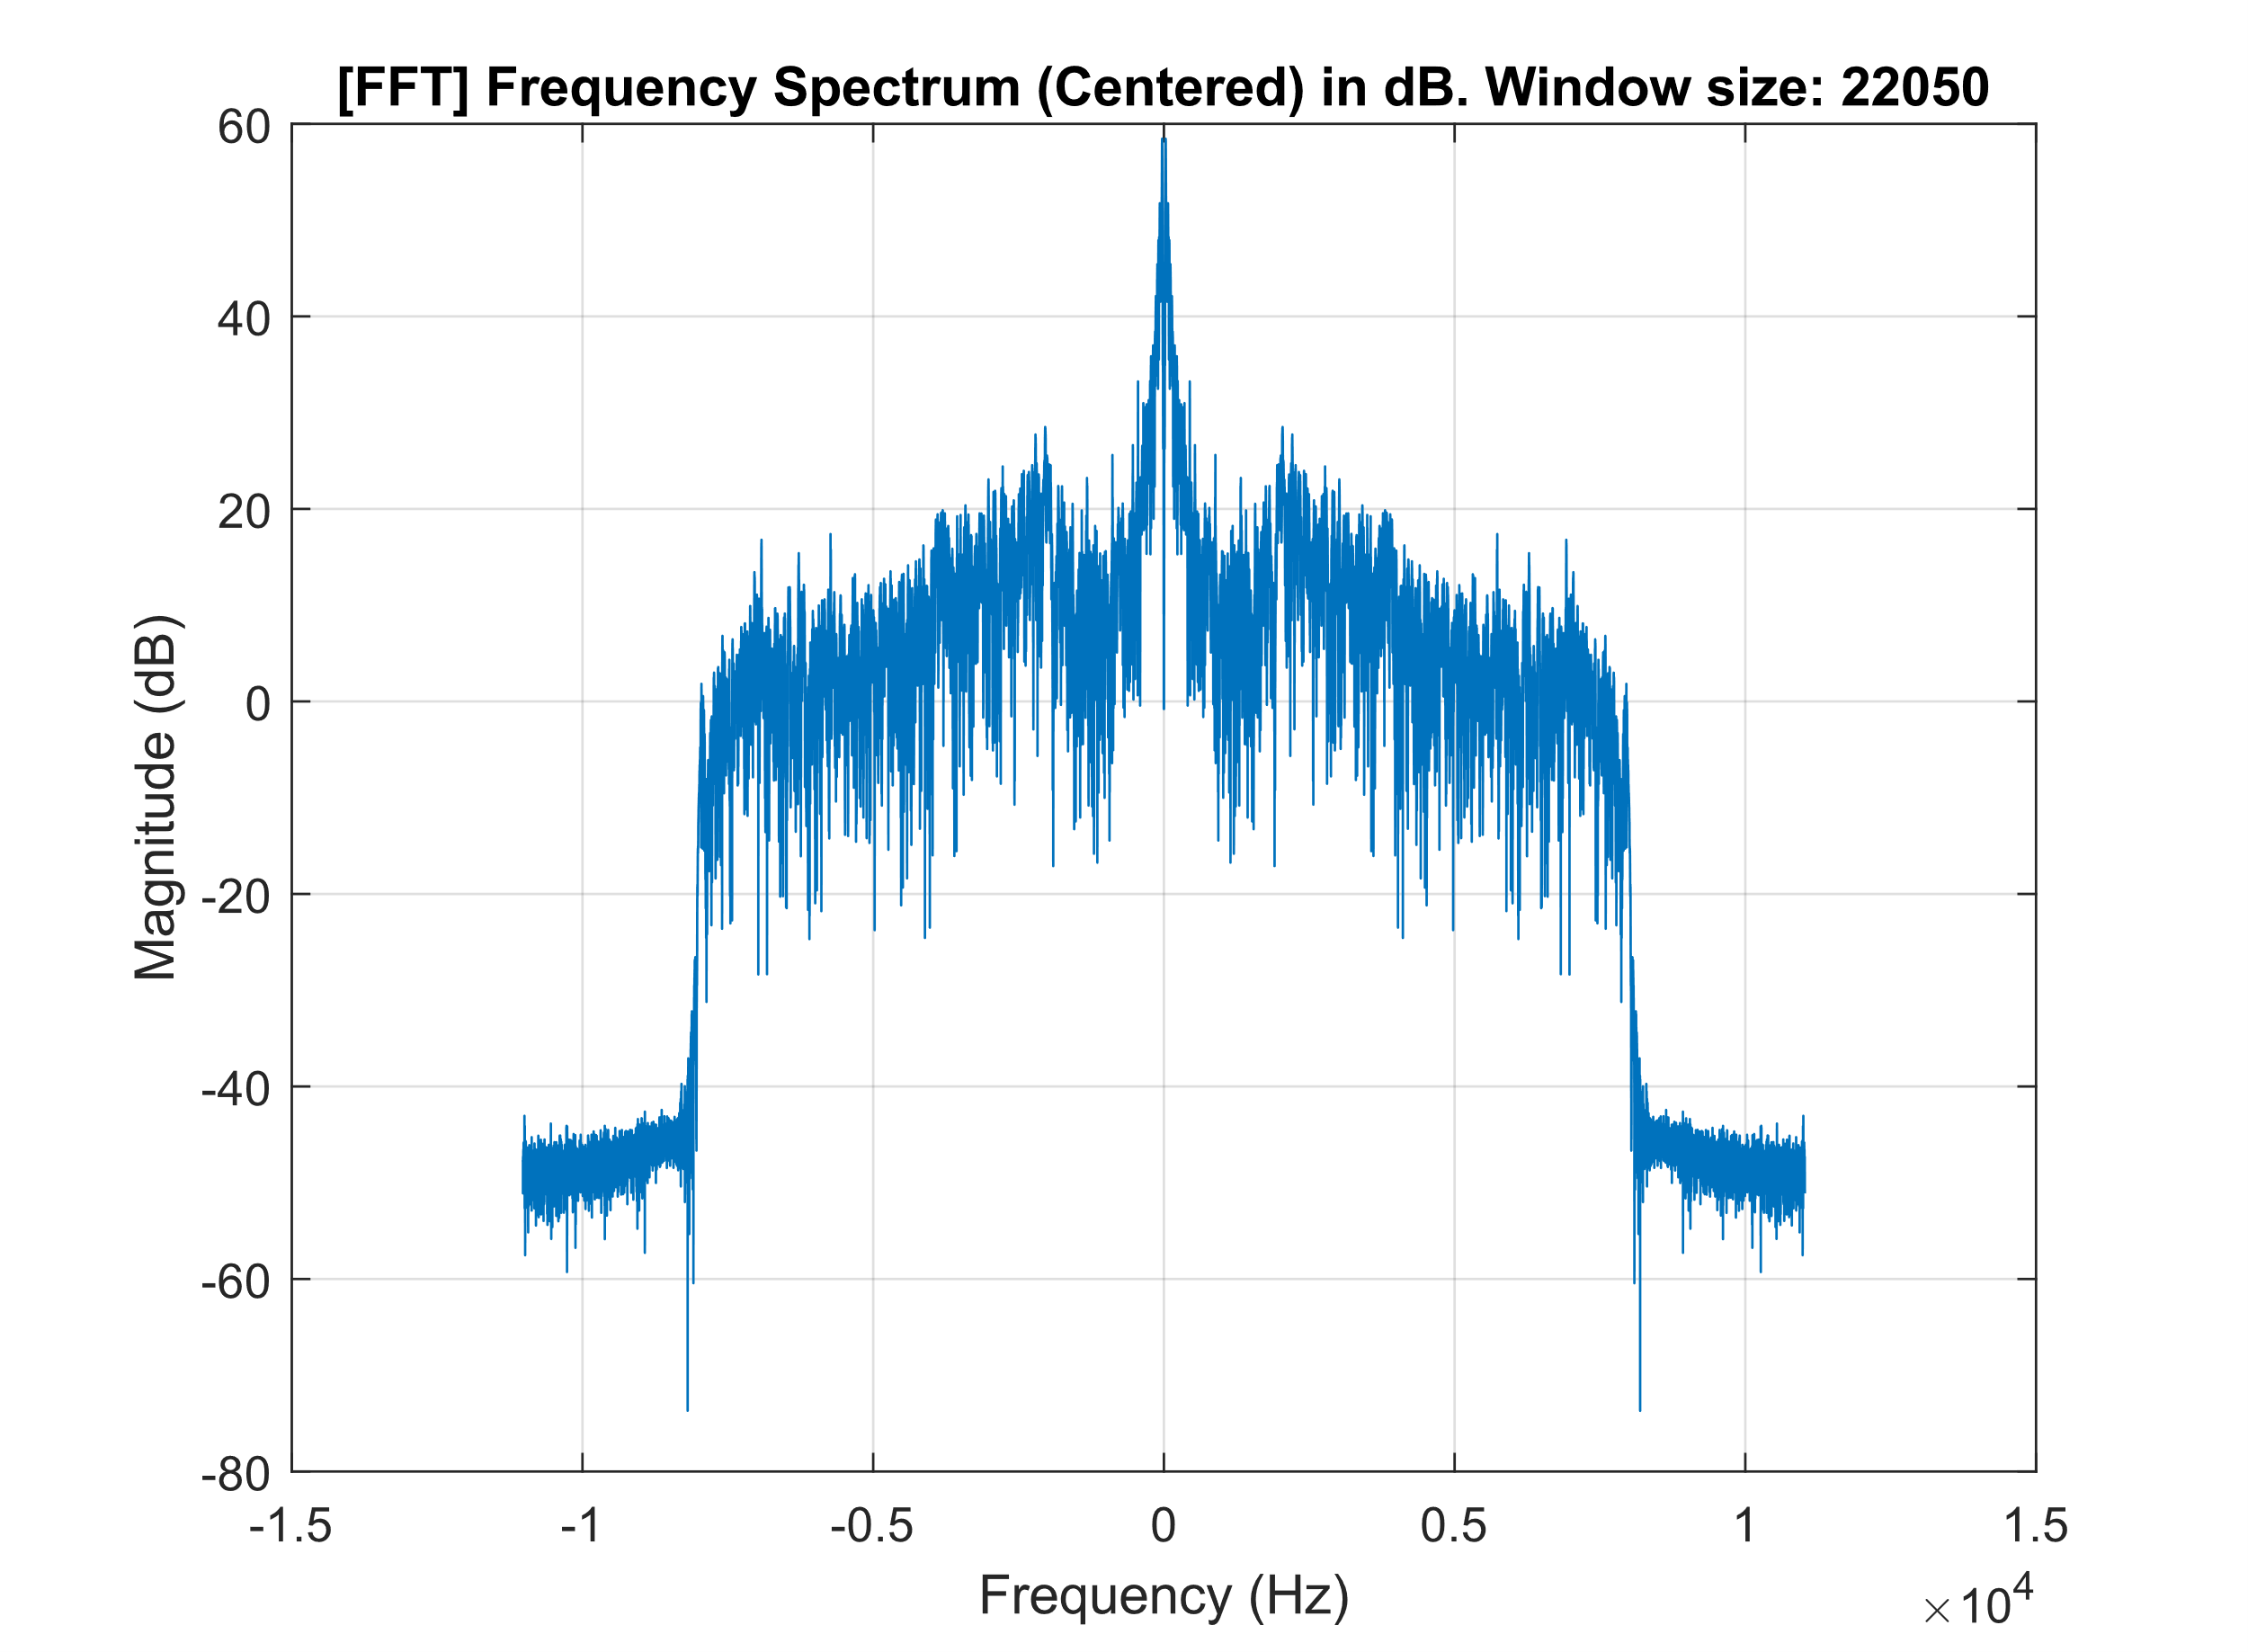 [FFT] Frequency Spectrum (Centered) in dB. Window size: 22050
60
40
20
0
-20
-40
-60
-80
Magnitude (dB)
-1.5 -1 -0.5 0 0.5 1 1.5
Frequency (Hz)
×10⁴